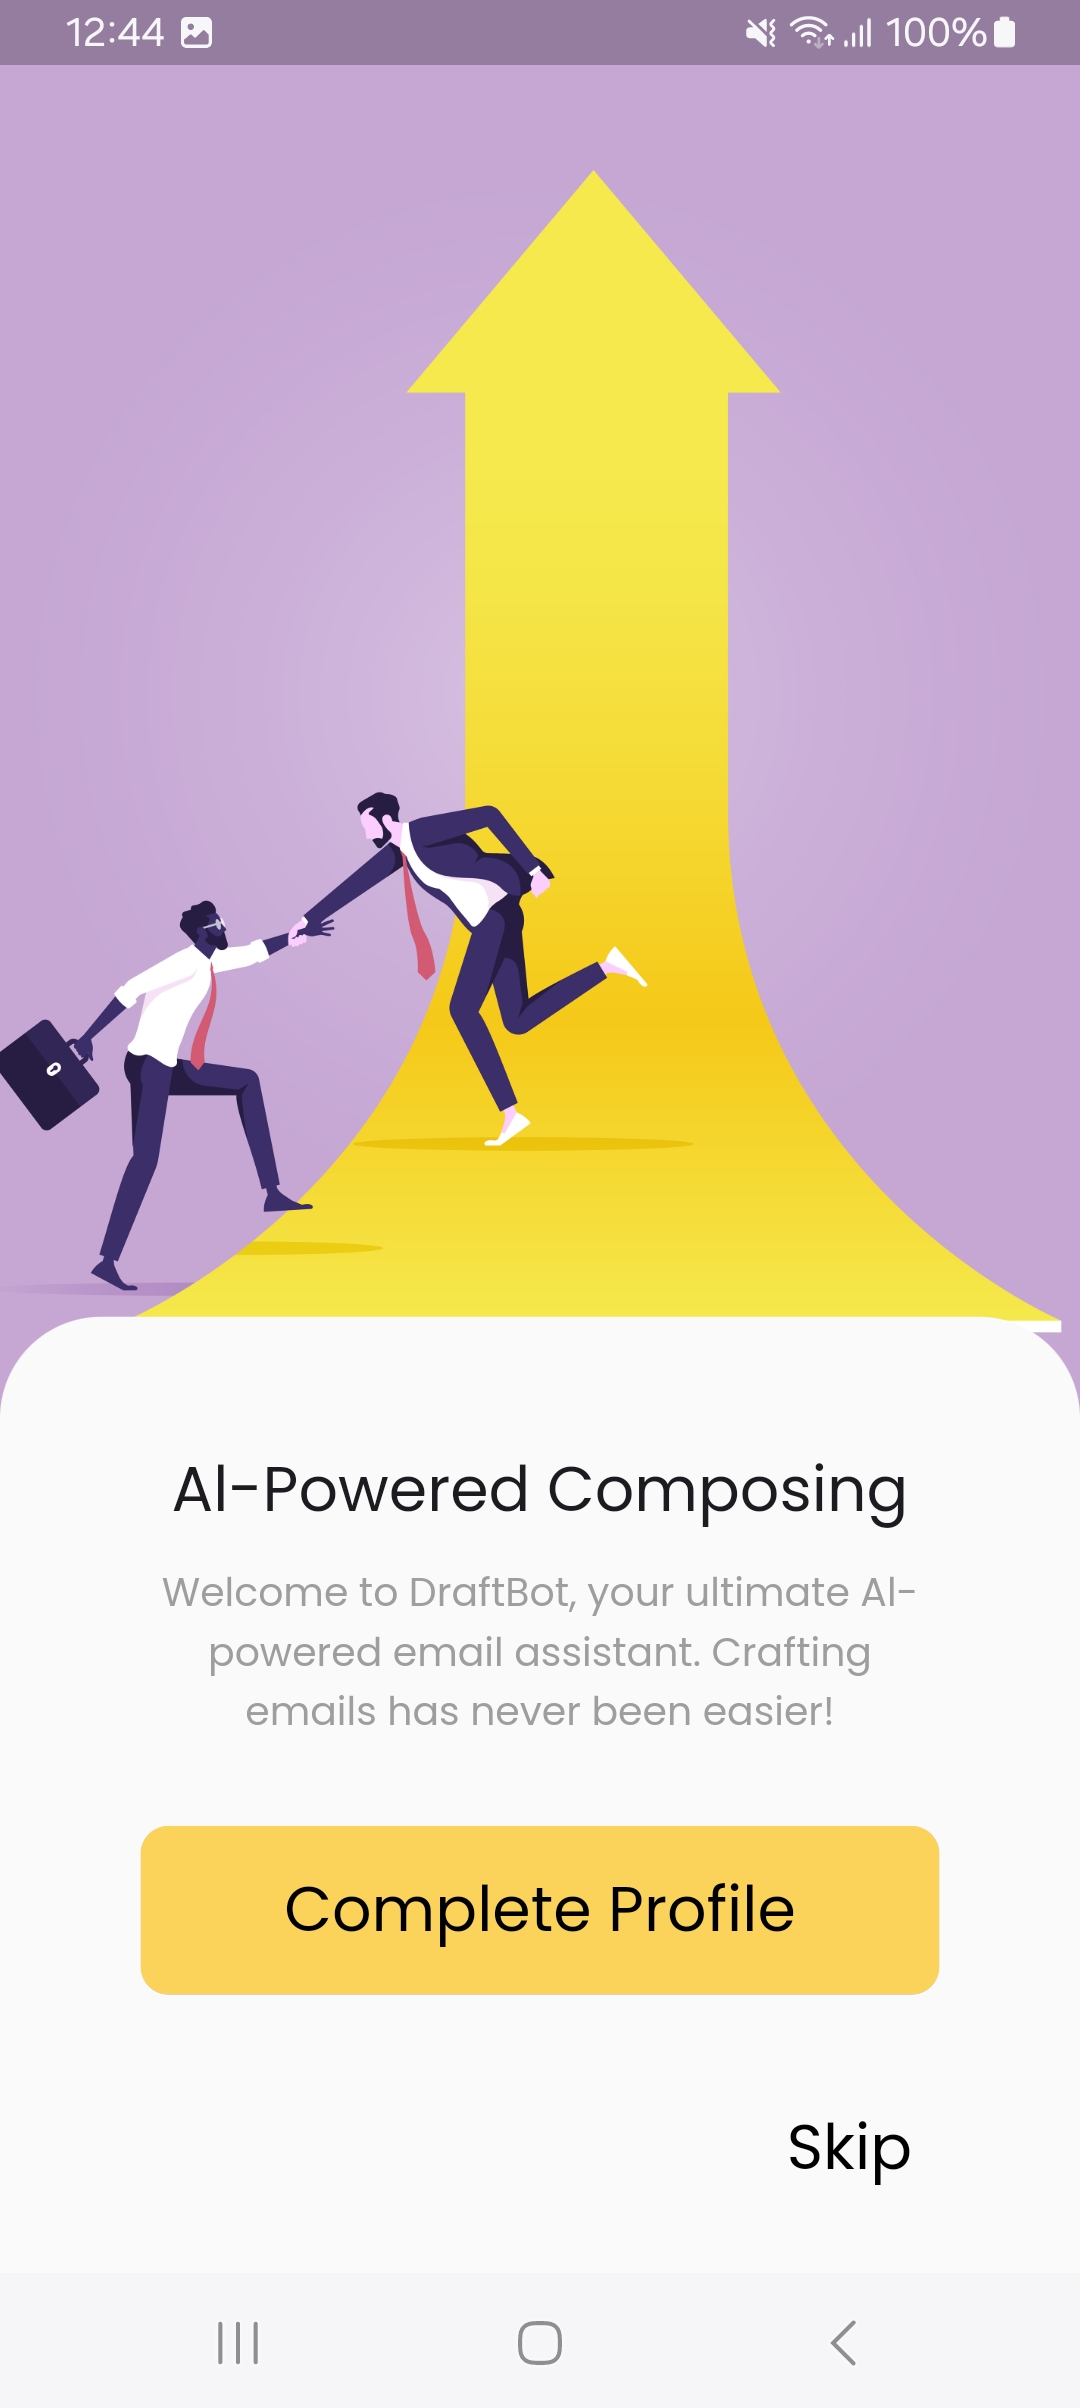 12:44
100%
AI-Powered Composing
Welcome to DraftBot, your ultimate AI-
powered email assistant. Crafting
emails has never been easier!
Complete Profile
Skip